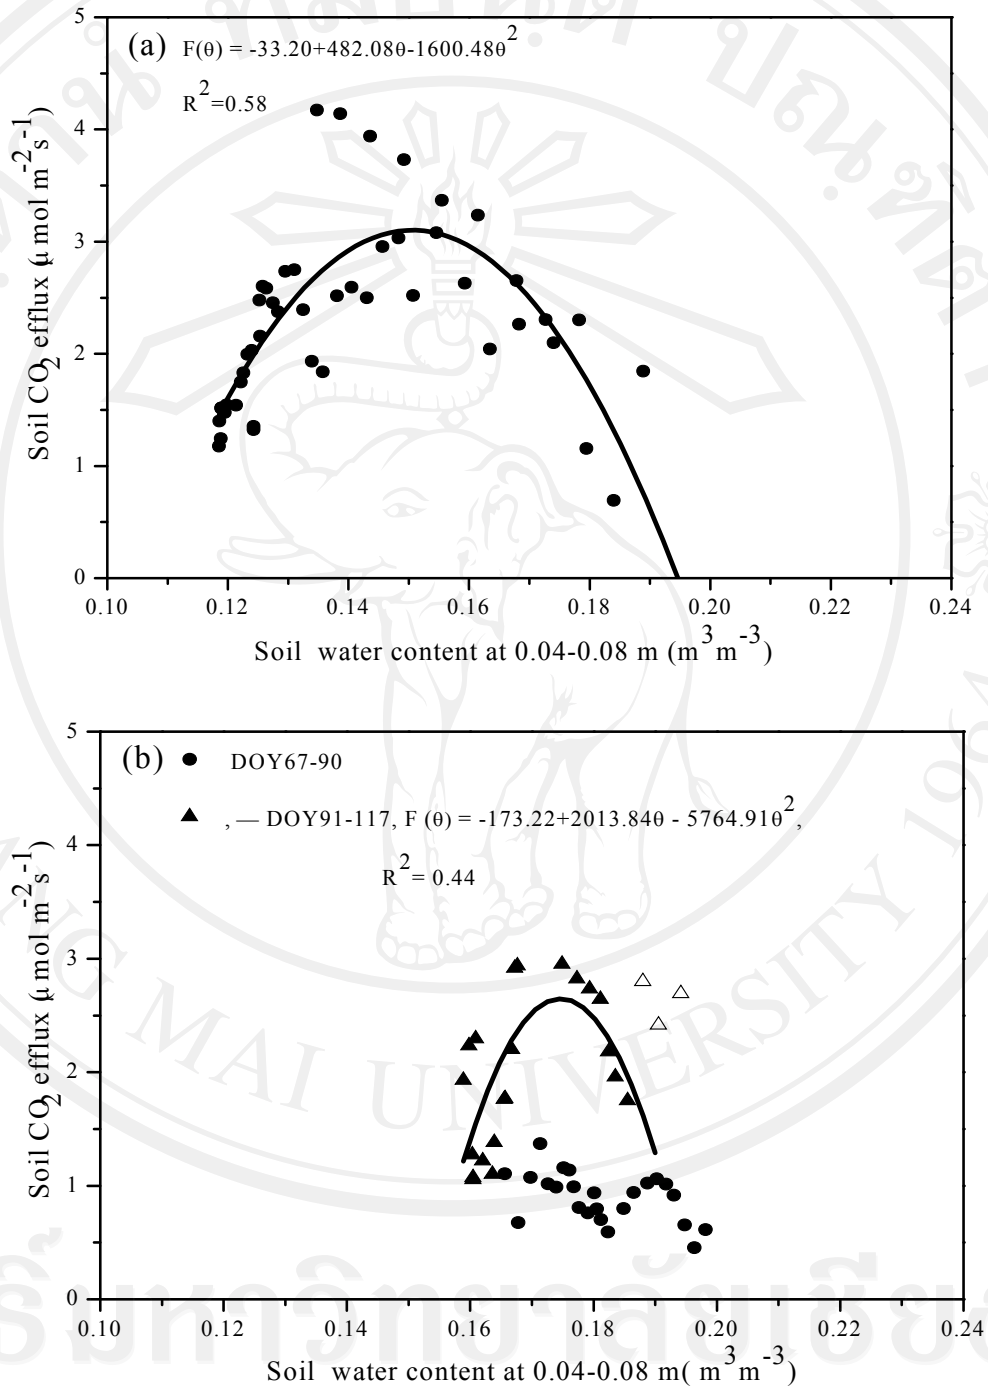 (a) F(θ) = -33.20+482.08θ-1600.48θ²
R²=0.58
Soil CO₂ efflux (μ mol m⁻²s⁻¹)
5
4
3
2
1
0
0.10 0.12 0.14 0.16 0.18 0.20 0.22 0.24
Soil water content at 0.04-0.08 m (m³m⁻³)
(b) DOY67-90
, — DOY91-117, F (θ) = -173.22+2013.84θ - 5764.91θ²,
R²= 0.44
Soil CO₂ efflux (μ mol m⁻²s⁻¹)
5
4
3
2
1
0
0.10 0.12 0.14 0.16 0.18 0.20 0.22 0.24
Soil water content at 0.04-0.08 m( m³m⁻³)
MAI UNIVERSITY 1964